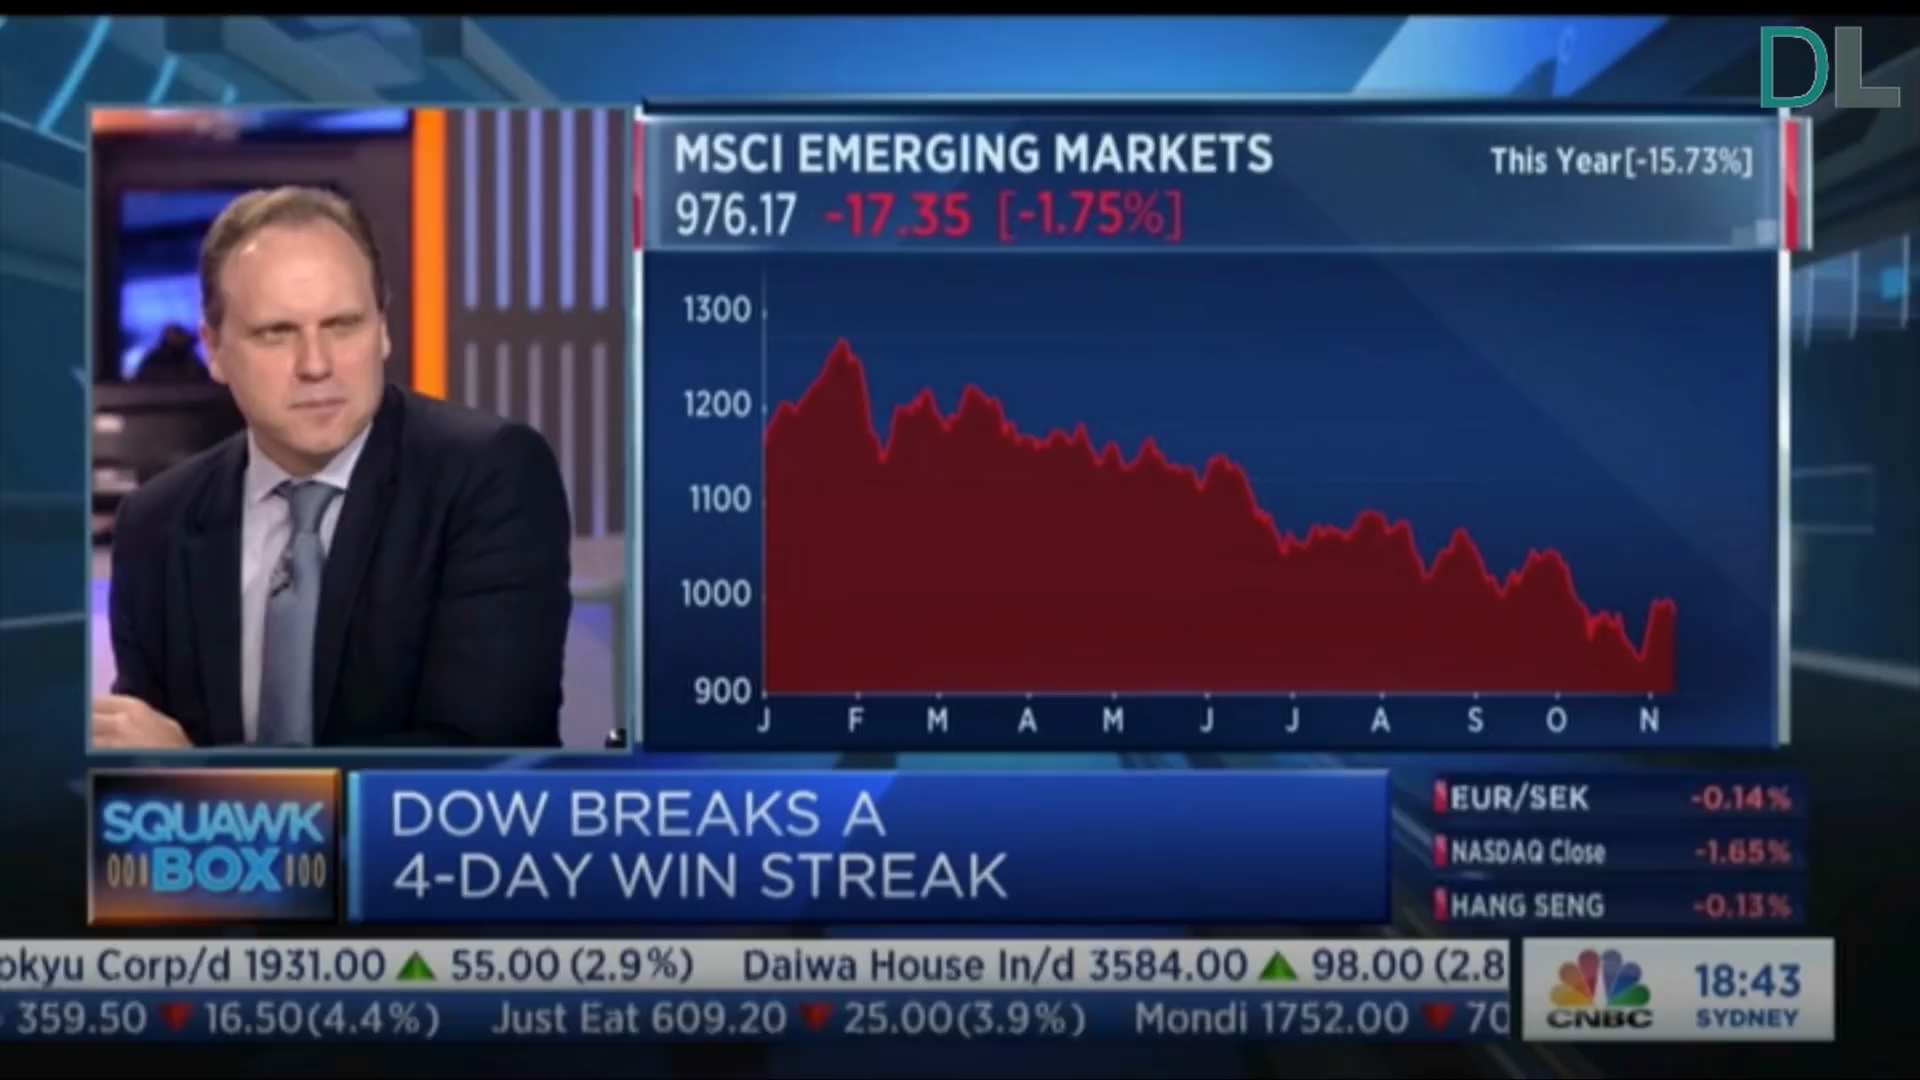 DL
MSCI EMERGING MARKETS
This Year[-15.73%]
976.17 -17.35 [-1.75%]
1300
1200
1100
1000
900
J F M A M J J A S O N
SQUAWK
001 BOX 100
DOW BREAKS A
4-DAY WIN STREAK
EUR/SEK -0.14%
NASDAQ Close -1.65%
HANG SENG -0.13%
okyu Corp/d 1931.00 ▲ 55.00 (2.9%) Daiwa House In/d 3584.00 ▲ 98.00 (2.8
359.50 ▼ 16.50(4.4%) Just Eat 609.20 ▼ 25.00(3.9%) Mondi 1752.00 ▼ 70
CNBC
18:43
SYDNEY